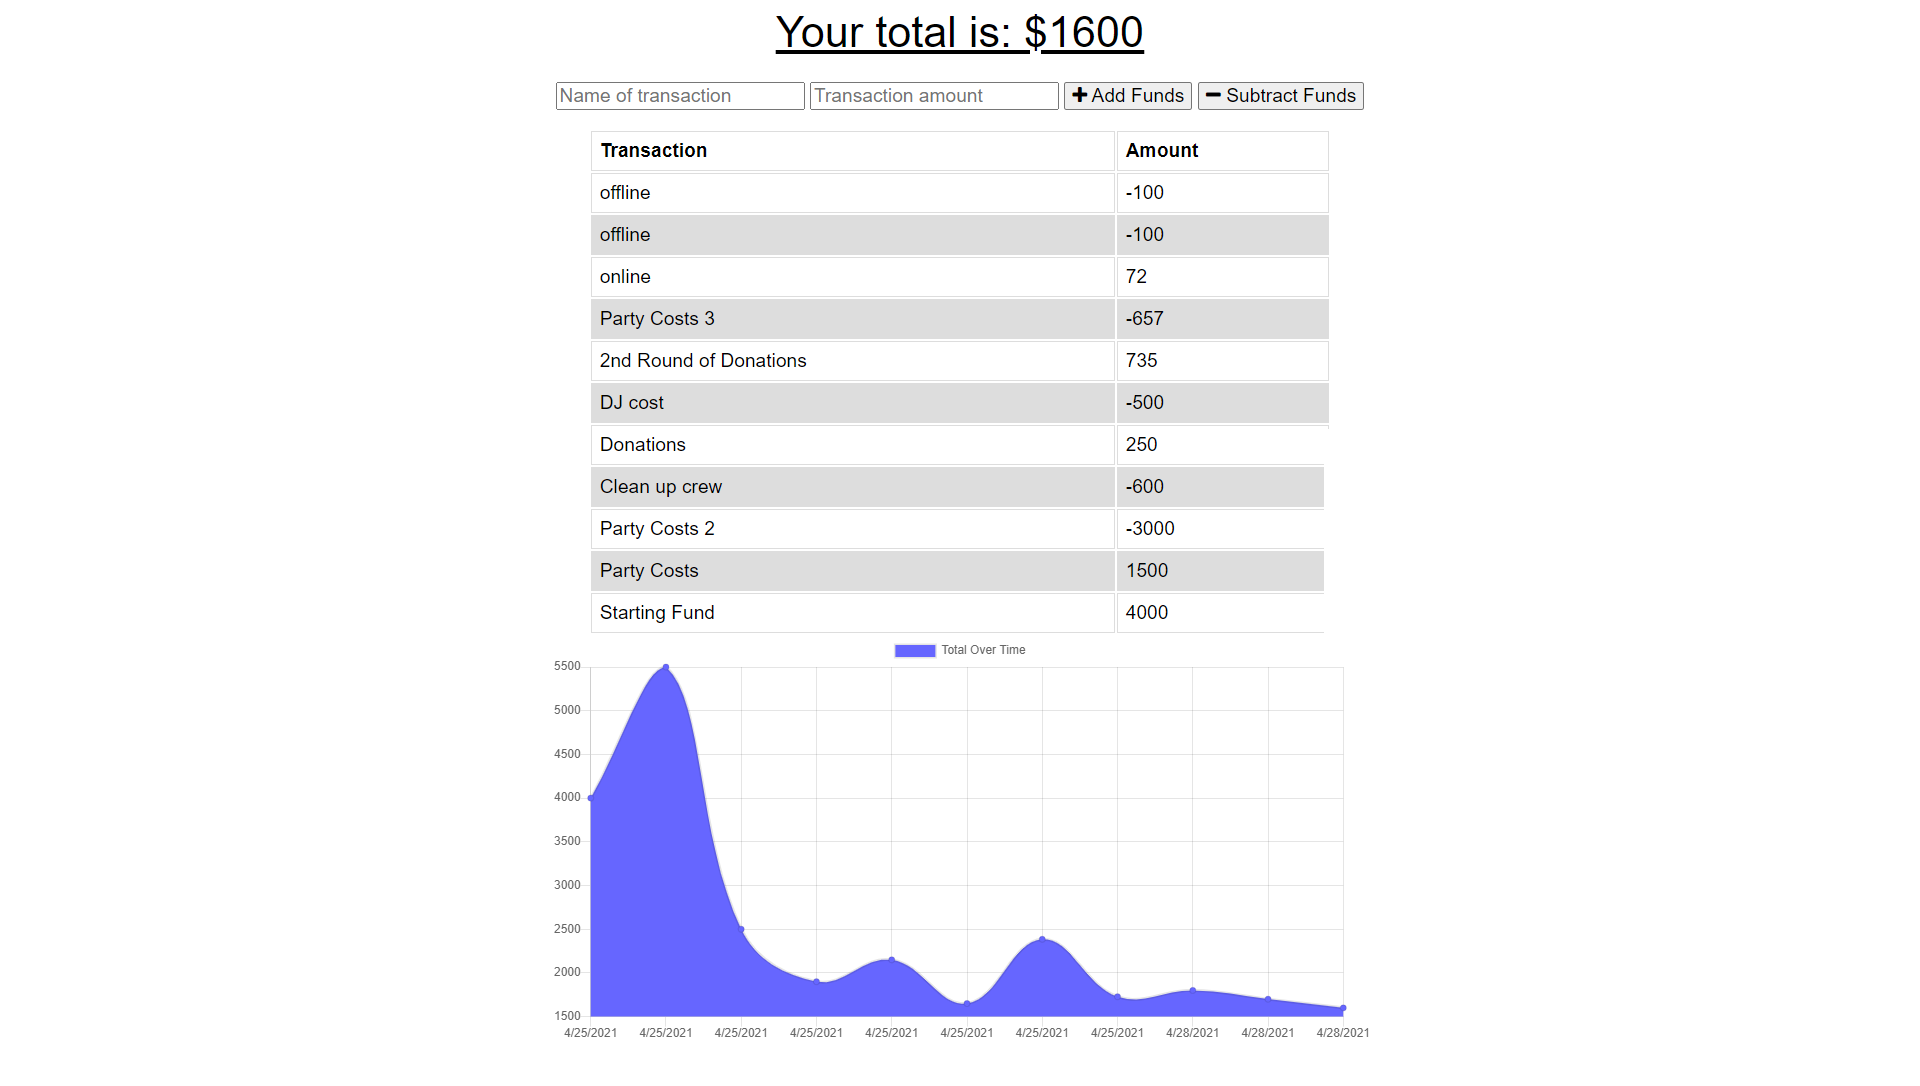 Your total is: $1600
Name of transaction Transaction amount Add Funds Subtract Funds
Transaction Amount
offline -100
offline -100
online 72
Party Costs 3 -657
2nd Round of Donations 735
DJ cost -500
Donations 250
Clean up crew -600
Party Costs 2 -3000
Party Costs 1500
Starting Fund 4000
Total Over Time
5500
5000
4500
4000
3500
3000
2500
2000
1500
4/25/2021 4/25/2021 4/25/2021 4/25/2021 4/25/2021 4/25/2021 4/25/2021 4/25/2021 4/28/2021 4/28/2021 4/28/2021